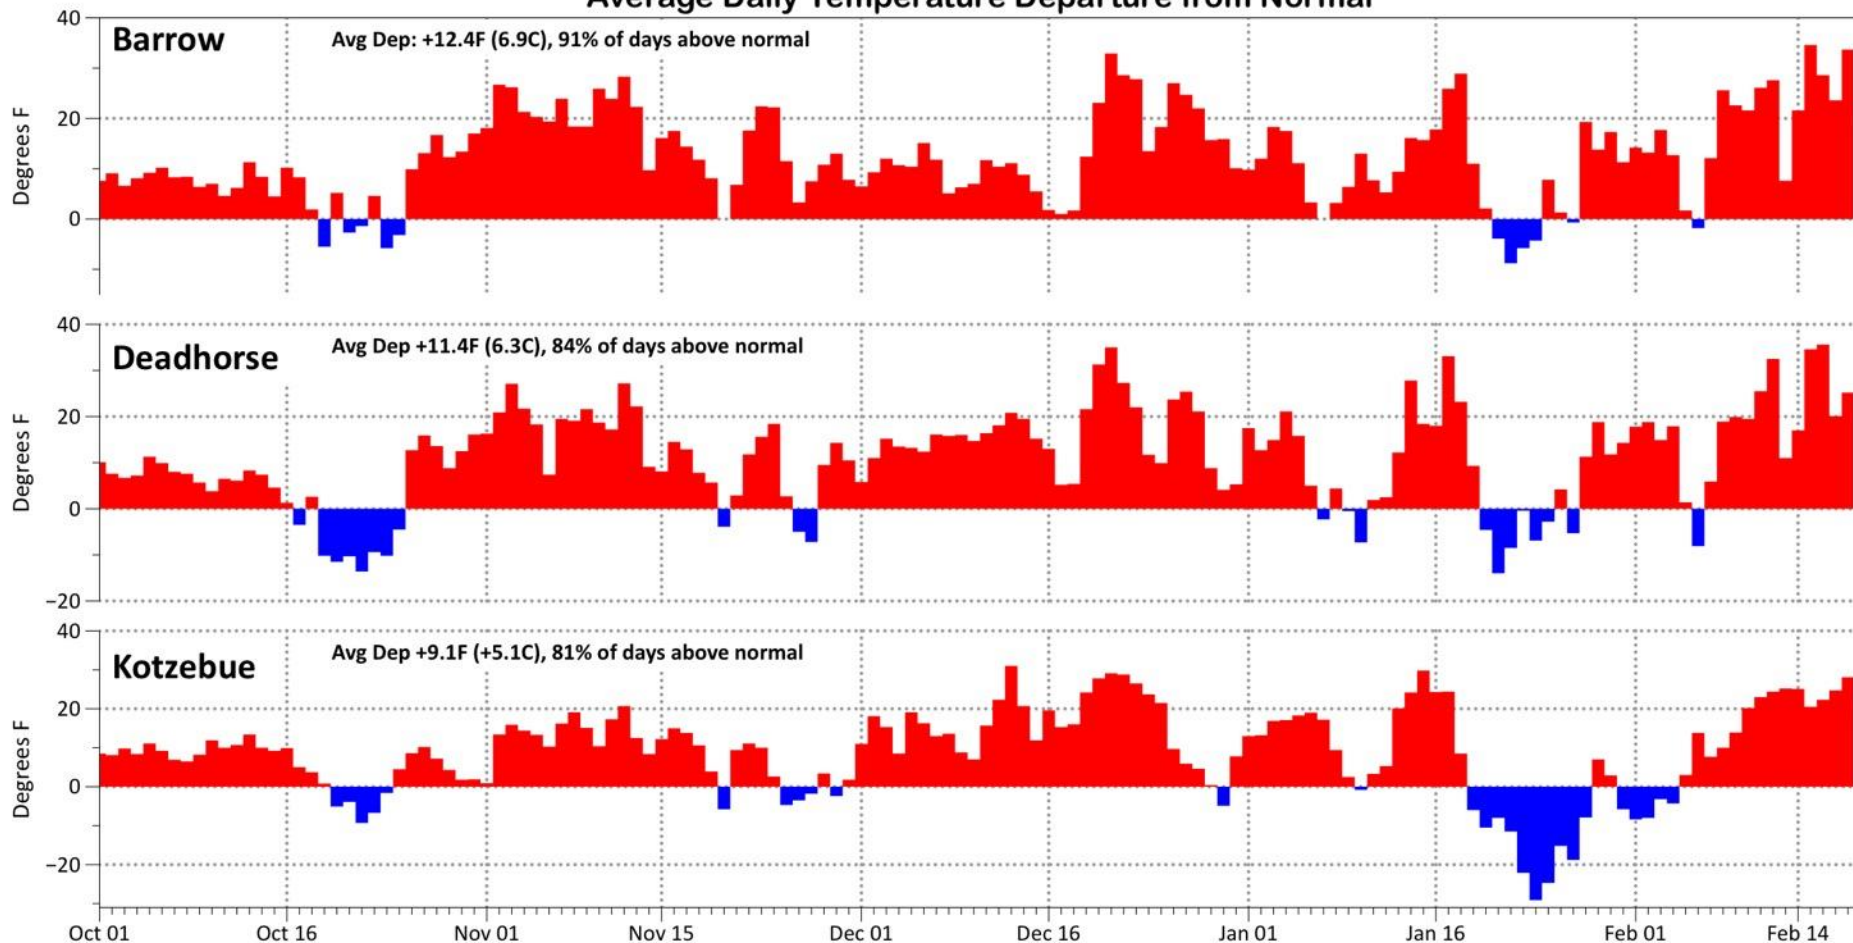 Average Daily Temperature Departure from Normal
40
Barrow
Avg Dep: +12.4F (6.9C), 91% of days above normal
Degrees F
20
0
40
Deadhorse
Avg Dep +11.4F (6.3C), 84% of days above normal
Degrees F
20
0
−20
40
Kotzebue
Avg Dep +9.1F (+5.1C), 81% of days above normal
Degrees F
20
0
−20
Oct 01 Oct 16 Nov 01 Nov 15 Dec 01 Dec 16 Jan 01 Jan 16 Feb 01 Feb 14